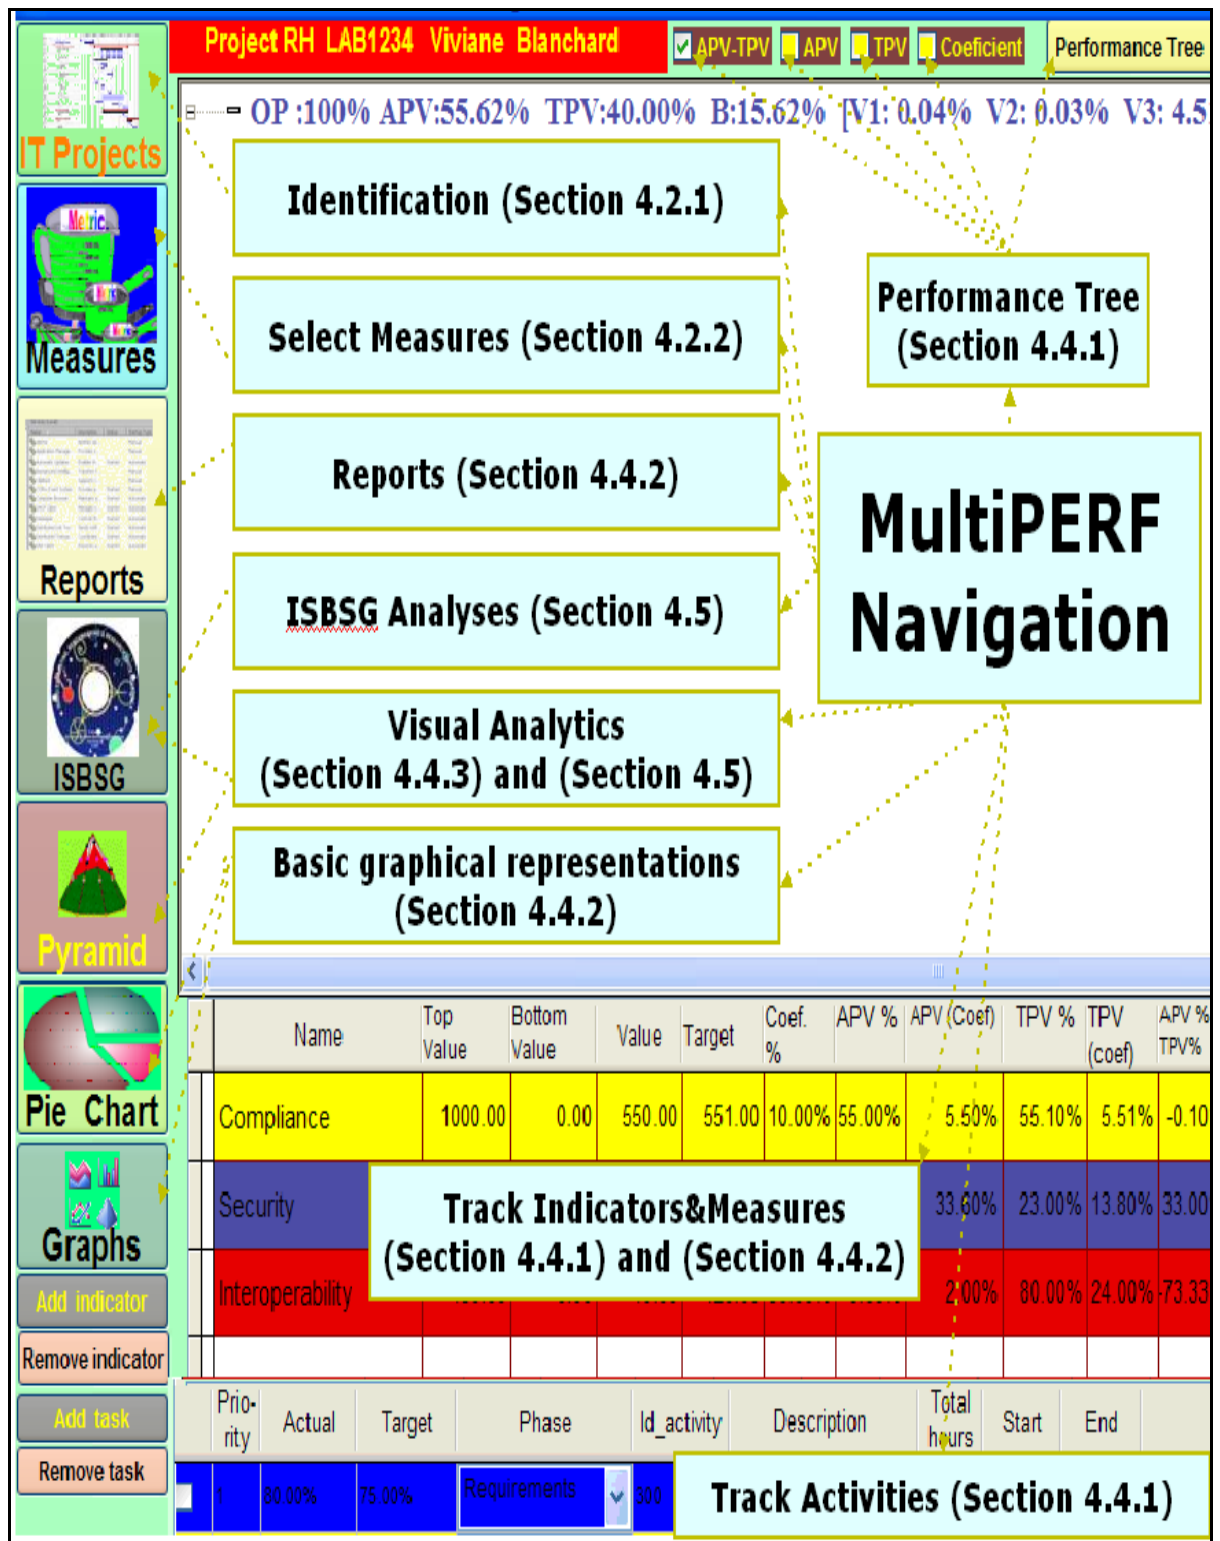 Project RH LAB1234 Viviane Blanchard
APV-TPV APV TPV Coeficient
Performance Tree
OP :100% APV:55.62% TPV:40.00% B:15.62% [V1: 0.04% V2: 0.03% V3: 4.5
IT Projects
Metric
Measures
Reports
ISBSG
Pyramid
Pie Chart
Graphs
Add indicator
Remove indicator
Add task
Remove task
Identification (Section 4.2.1)
Select Measures (Section 4.2.2)
Reports (Section 4.4.2)
ISBSG Analyses (Section 4.5)
Visual Analytics
(Section 4.4.3) and (Section 4.5)
Basic graphical representations
(Section 4.4.2)
Performance Tree
(Section 4.4.1)
MultiPERF
Navigation
Name Top Value Bottom Value Value Target Coef. % APV % APV (Coef) TPV % TPV (coef) APV % TPV%
Compliance 1000.00 0.00 550.00 551.00 10.00% 55.00% 5.50% 55.10% 5.51% -0.10
Security 33.60% 23.00% 13.80% 33.00
Interoperability 2.00% 80.00% 24.00% -73.33
Track Indicators&Measures
(Section 4.4.1) and (Section 4.4.2)
Prio-rity Actual Target Phase Id_activity Description Total hours Start End
1 80.00% 75.00% Requirements 300
Track Activities (Section 4.4.1)